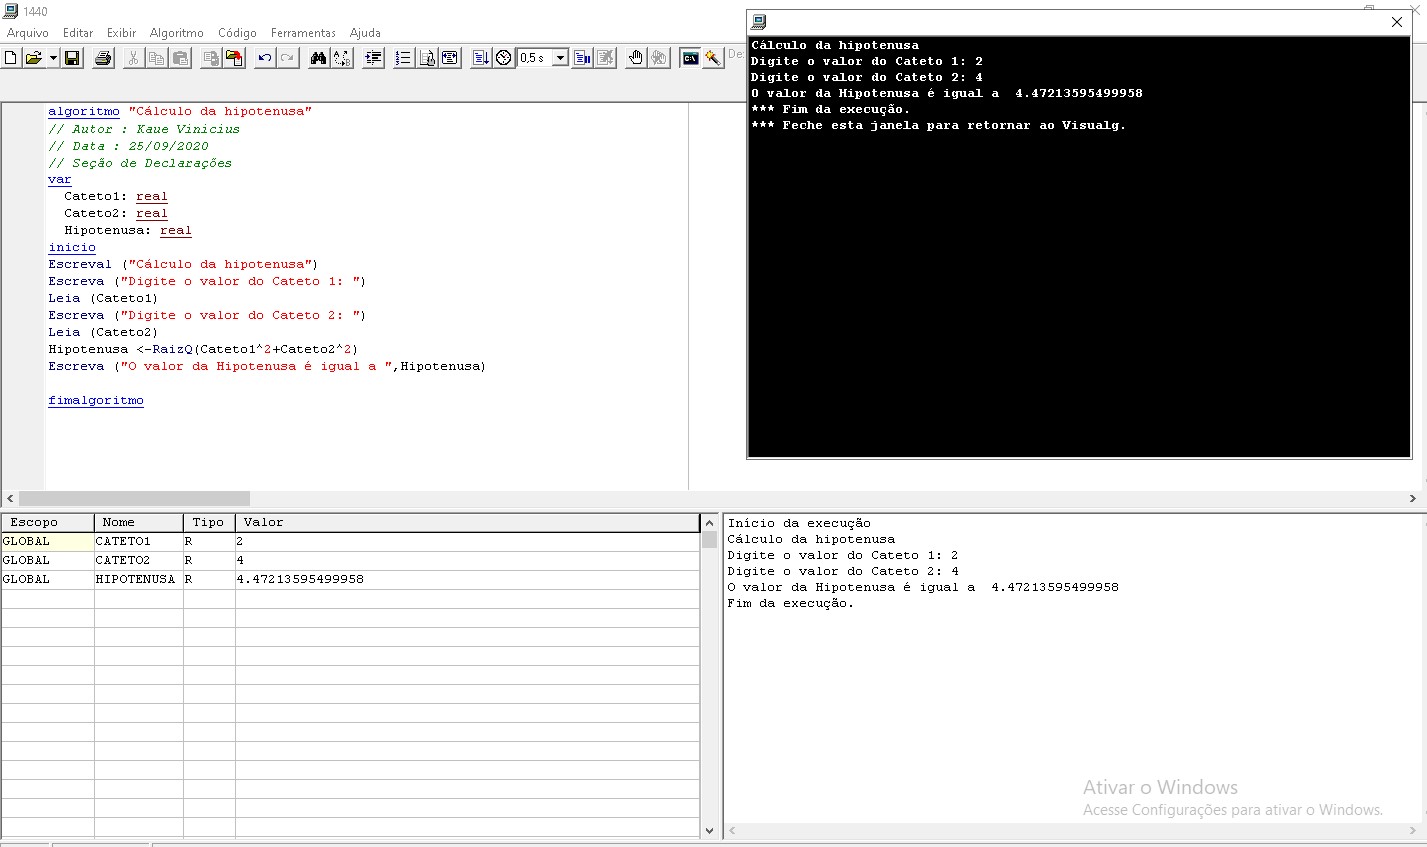 1440
Arquivo Editar Exibir Algoritmo Código Ferramentas Ajuda
0,5 s
algoritmo "Cálculo da hipotenusa"
// Autor : Kaue Vinicius
// Data : 25/09/2020
// Seção de Declarações
var
Cateto1: real
Cateto2: real
Hipotenusa: real
inicio
Escreval ("Cálculo da hipotenusa")
Escreva ("Digite o valor do Cateto 1: ")
Leia (Cateto1)
Escreva ("Digite o valor do Cateto 2: ")
Leia (Cateto2)
Hipotenusa <-RaizQ(Cateto1^2+Cateto2^2)
Escreva ("O valor da Hipotenusa é igual a ",Hipotenusa)
fimalgoritmo
Cálculo da hipotenusa
Digite o valor do Cateto 1: 2
Digite o valor do Cateto 2: 4
O valor da Hipotenusa é igual a  4.47213595499958
*** Fim da execução.
*** Feche esta janela para retornar ao Visualg.
Escopo Nome Tipo Valor
GLOBAL CATETO1 R 2
GLOBAL CATETO2 R 4
GLOBAL HIPOTENUSA R 4.47213595499958
Início da execução
Cálculo da hipotenusa
Digite o valor do Cateto 1: 2
Digite o valor do Cateto 2: 4
O valor da Hipotenusa é igual a  4.47213595499958
Fim da execução.
Ativar o Windows
Acesse Configurações para ativar o Windows.